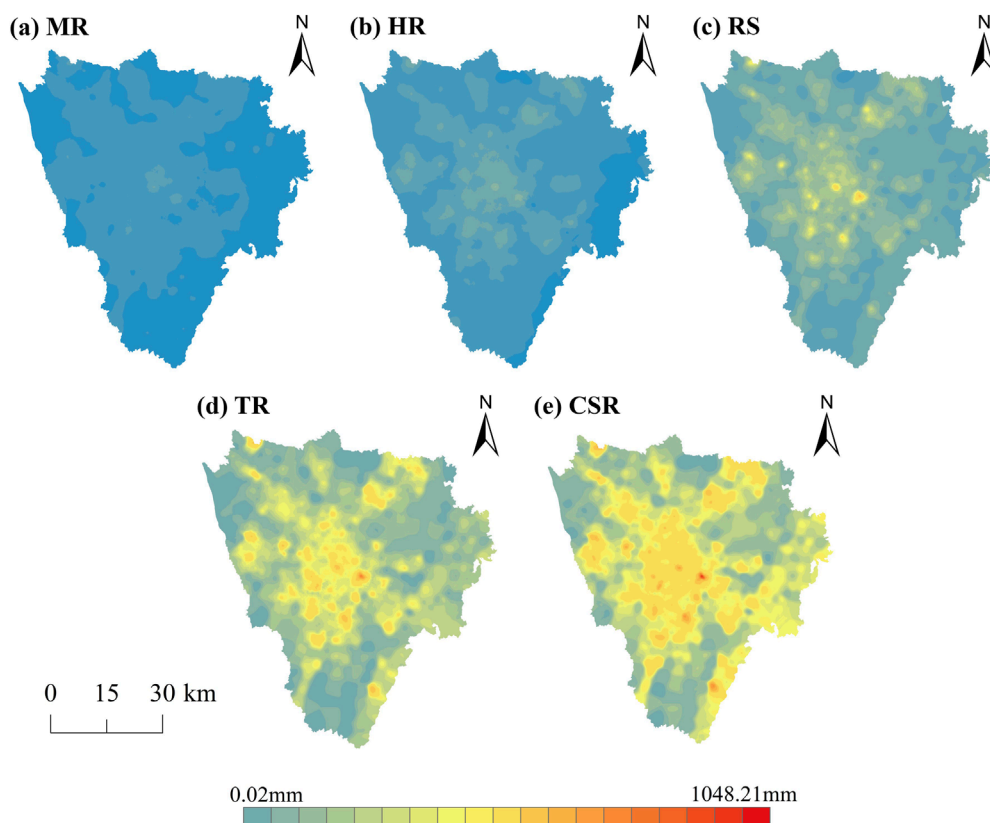 (a) MR
N
(b) HR
N
(c) RS
N
(d) TR
N
(e) CSR
N
0 15 30 km
0.02mm 1048.21mm